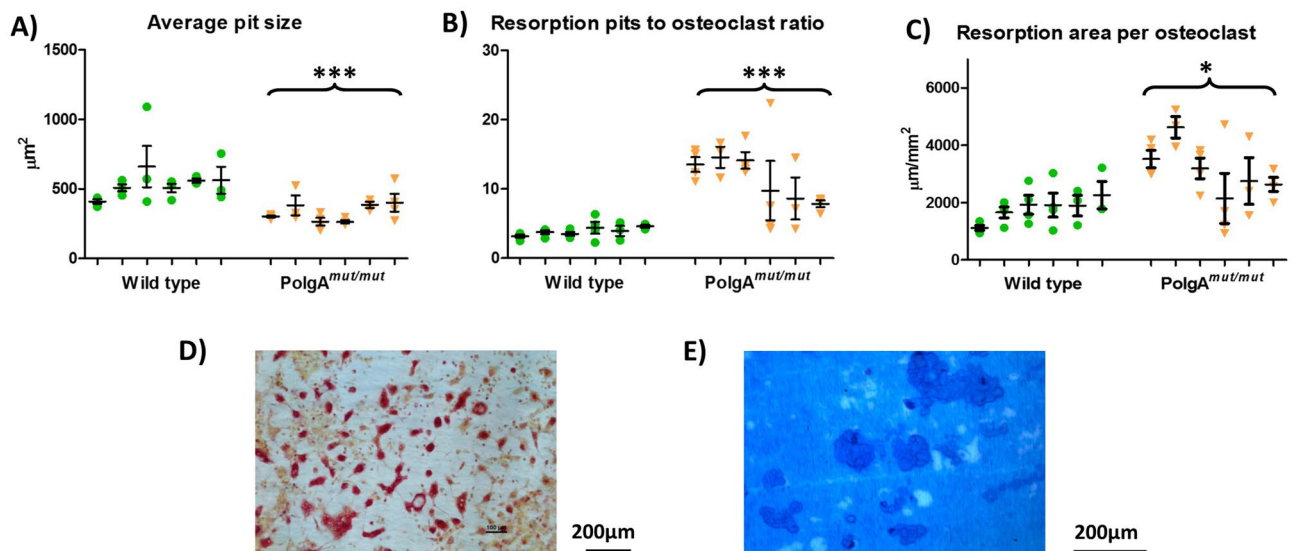 A)
Average pit size
1500
1000
500
0
μm²
***
Wild type
PolgA^mut/mut
B)
Resorption pits to osteoclast ratio
30
20
10
0
***
Wild type
PolgA^mut/mut
C)
Resorption area per osteoclast
6000
4000
2000
0
μm/mm²
*
Wild type
PolgA^mut/mut
D)
100 μm
200μm
E)
200μm